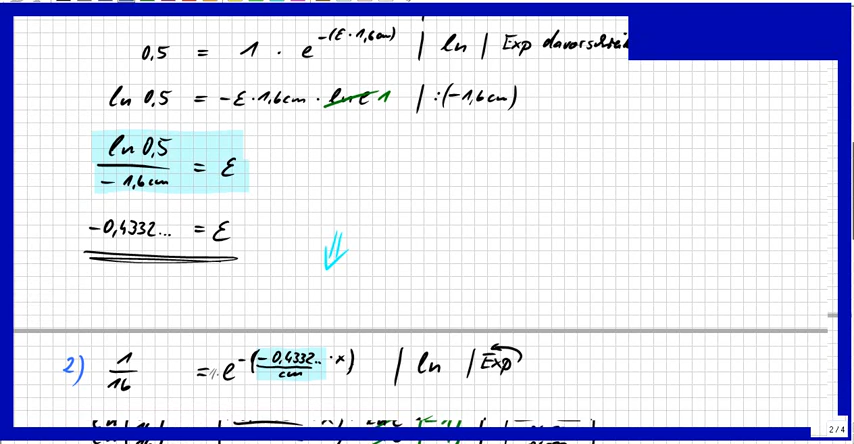 0,5 = 1 · e^-(ε·1,6cm) | ln | Exp
ln 0,5 = -ε·1,6cm · ln e 1 | :(-1,6cm)
ln 0,5 / -1,6cm = ε
-0,4332... = ε
2) 1/16 = 1· e^-(-0,4332../cm · x) | ln | Exp
2 / 4